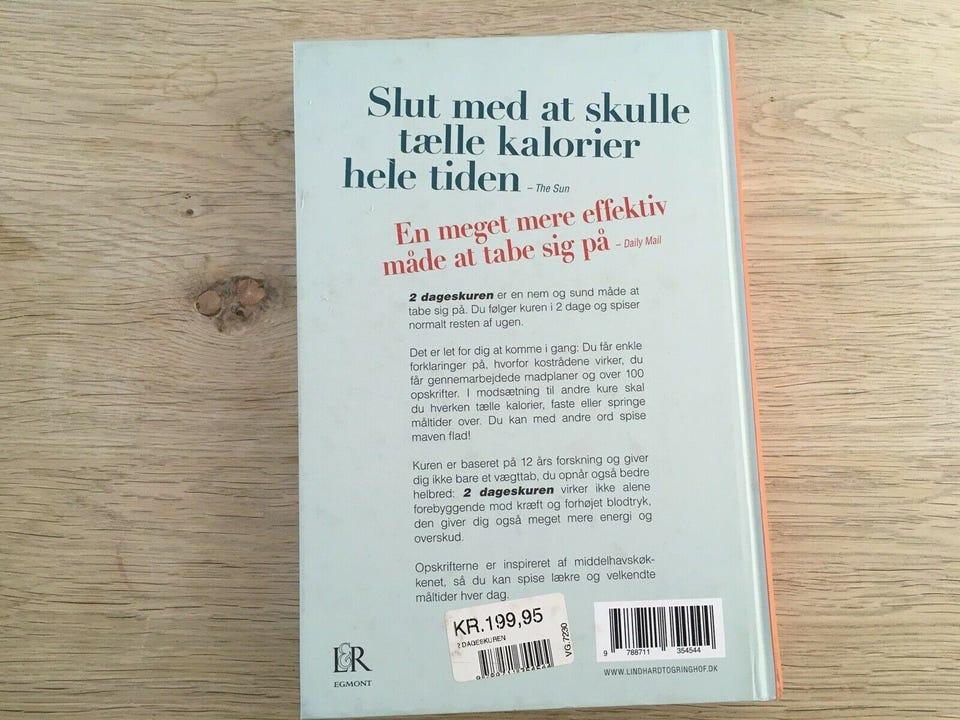 Slut med at skulle
tælle kalorier
hele tiden – The Sun
En meget mere effektiv
måde at tabe sig på – Daily Mail
2 dageskuren er en nem og sund måde at
tabe sig på. Du følger kuren i 2 dage og spiser
normalt resten af ugen.
Det er let for dig at komme i gang: Du får enkle
forklaringer på, hvorfor kostrådene virker, du
får gennemarbejdede madplaner og over 100
opskrifter. I modsætning til andre kure skal
du hverken tælle kalorier, faste eller springe
måltider over. Du kan med andre ord spise
maven flad!
Kuren er baseret på 12 års forskning og giver
dig ikke bare et vægttab, du opnår også bedre
helbred: 2 dageskuren virker ikke alene
forebyggende mod kræft og forhøjet blodtryk,
den giver dig også meget mere energi og
overskud.
Opskrifterne er inspireret af middelhavskøk-
kenet, så du kan spise lækre og velkendte
måltider hver dag.
KR.199,95
2 DAGESKUREN
VG.7230
9 788711 354544
WWW.LINDHARDTOGRINGHOF.DK
L&R
EGMONT